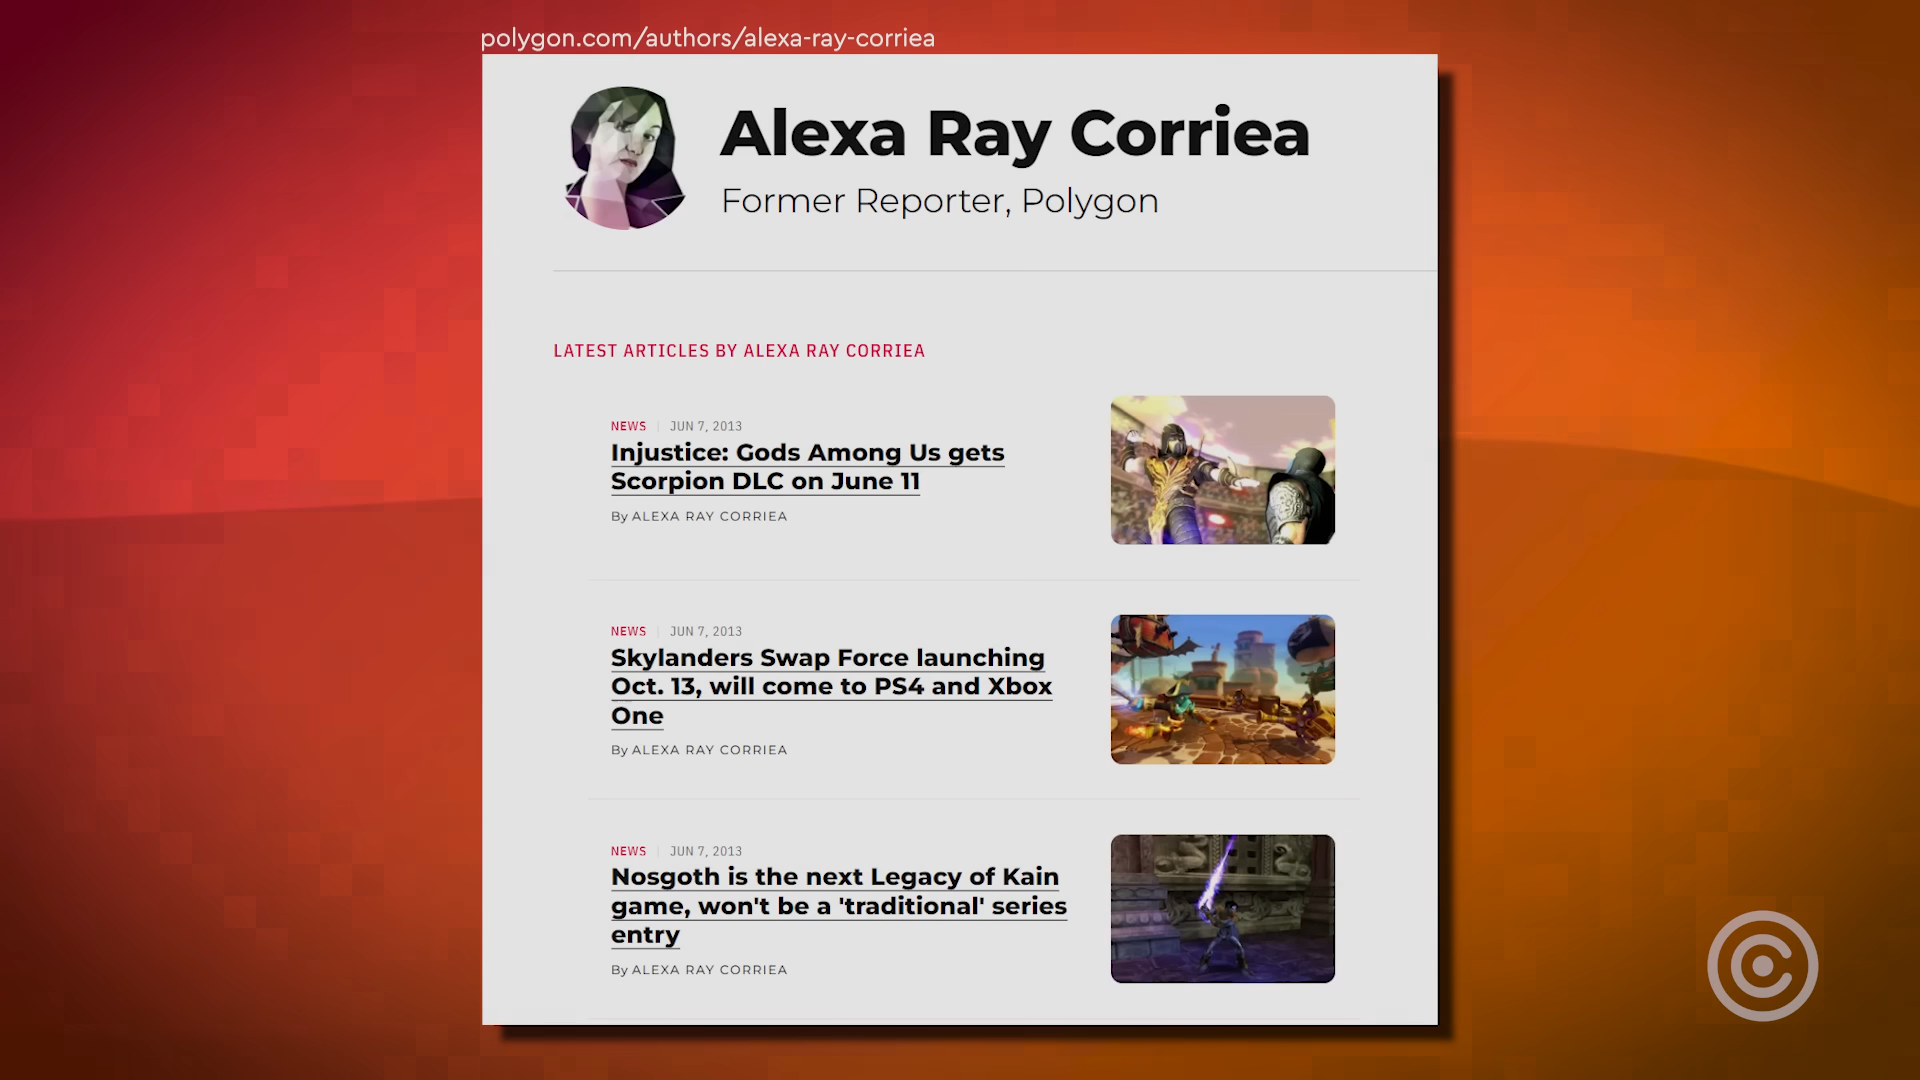 polygon.com/authors/alexa-ray-corriea
Alexa Ray Corriea
Former Reporter, Polygon
LATEST ARTICLES BY ALEXA RAY CORRIEA
NEWS | JUN 7, 2013
Injustice: Gods Among Us gets
Scorpion DLC on June 11
By ALEXA RAY CORRIEA
NEWS | JUN 7, 2013
Skylanders Swap Force launching
Oct. 13, will come to PS4 and Xbox
One
By ALEXA RAY CORRIEA
NEWS | JUN 7, 2013
Nosgoth is the next Legacy of Kain
game, won't be a 'traditional' series
entry
By ALEXA RAY CORRIEA